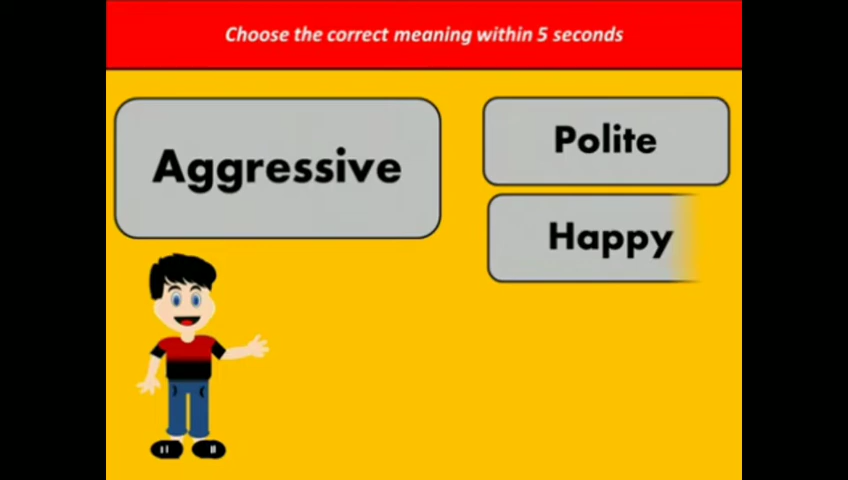 Choose the correct meaning within 5 seconds
Aggressive
Polite
Happy